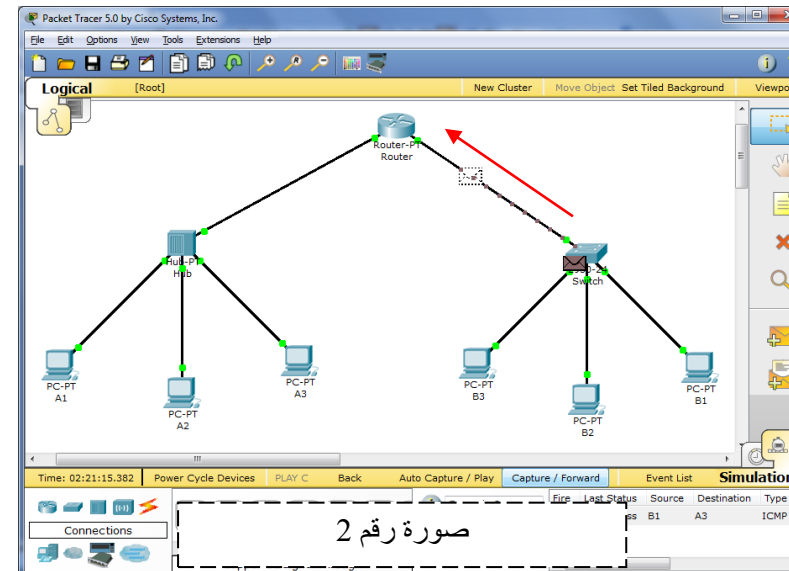 Packet Tracer 5.0 by Cisco Systems, Inc.
File Edit Options View Tools Extensions Help
Logical [Root] New Cluster Move Object Set Tiled Background Viewpo
Router-PT
Router
Hub-PT
Hub
2950-24
Switch
PC-PT
A1
PC-PT
A2
PC-PT
A3
PC-PT
B3
PC-PT
B2
PC-PT
B1
Time: 02:21:15.382 Power Cycle Devices PLAY C Back Auto Capture / Play Capture / Forward Event List Simulation
Fire Last Status Source Destination Type
ss B1 A3 ICMP
Connections
صورة رقم 2